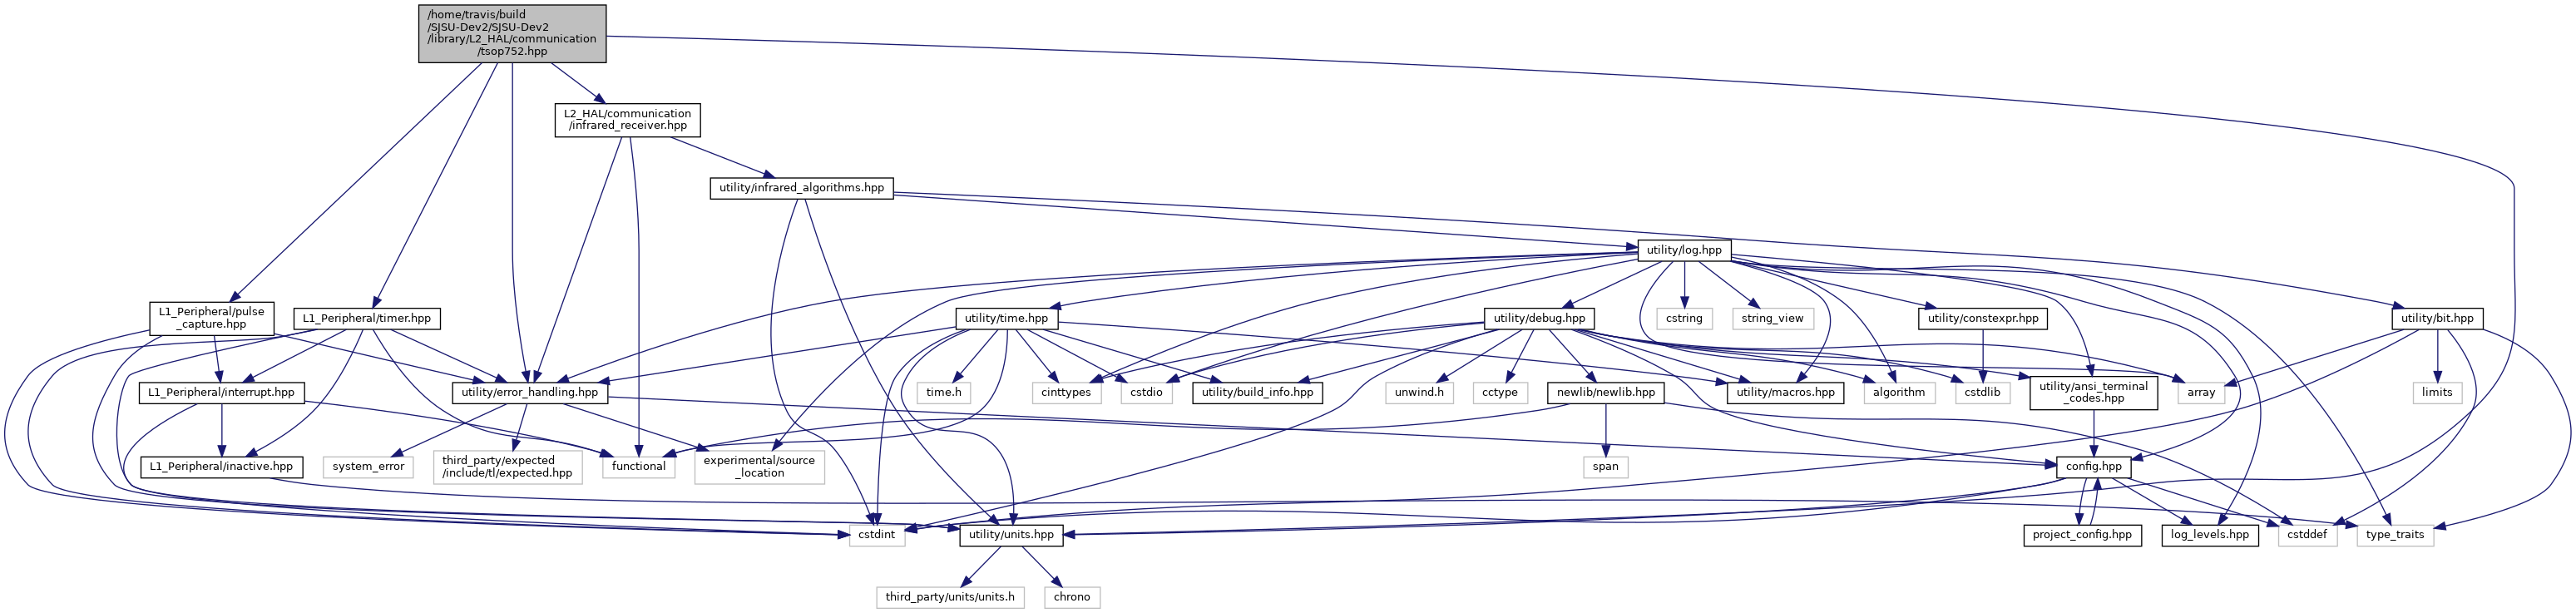 /home/travis/build
/SJSU-Dev2/SJSU-Dev2
/library/L2_HAL/communication
/tsop752.hpp
L2_HAL/communication
/infrared_receiver.hpp
utility/infrared_algorithms.hpp
utility/log.hpp
L1_Peripheral/pulse
_capture.hpp
L1_Peripheral/timer.hpp
utility/time.hpp
utility/debug.hpp
cstring
string_view
utility/constexpr.hpp
utility/bit.hpp
L1_Peripheral/interrupt.hpp
utility/error_handling.hpp
time.h
cinttypes
cstdio
utility/build_info.hpp
unwind.h
cctype
newlib/newlib.hpp
utility/macros.hpp
algorithm
cstdlib
utility/ansi_terminal
_codes.hpp
array
limits
L1_Peripheral/inactive.hpp
system_error
third_party/expected
/include/tl/expected.hpp
functional
experimental/source
_location
span
config.hpp
cstdint
utility/units.hpp
project_config.hpp
log_levels.hpp
cstddef
type_traits
third_party/units/units.h
chrono